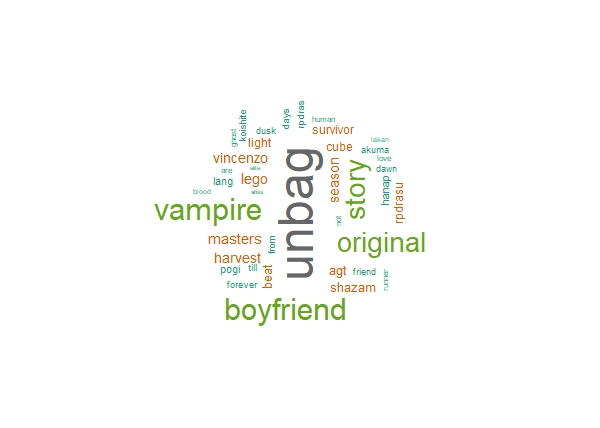 rpdras
days
koishite
human
ghost
dusk
survivor
light
cube
lakan
akuma
vincenzo
love
are
season
story
dawn
lang
lego
hanap
blood
unbag
rpdrasu
vampire
not
original
masters
from
harvest
pogi
till
beat
agt
friend
runner
forever
shazam
boyfriend